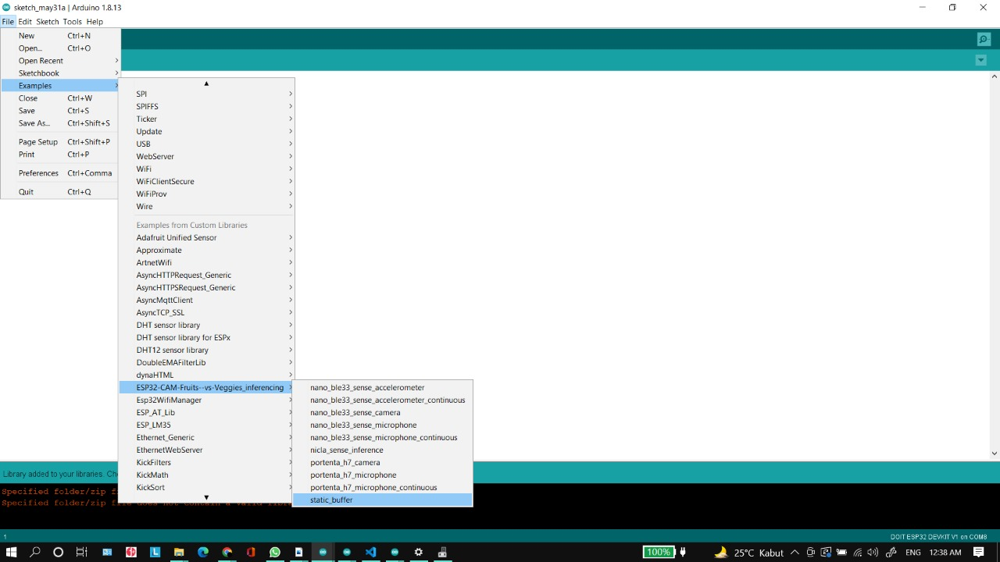 sketch_may31a | Arduino 1.8.13
File Edit Sketch Tools Help
New Ctrl+N
Open... Ctrl+O
Open Recent
Sketchbook
Examples
Close Ctrl+W
Save Ctrl+S
Save As... Ctrl+Shift+S
Page Setup Ctrl+Shift+P
Print Ctrl+P
Preferences Ctrl+Comma
Quit Ctrl+Q
SPI
SPIFFS
Ticker
Update
USB
WebServer
WiFi
WiFiClientSecure
WiFiProv
Wire
Examples from Custom Libraries
Adafruit Unified Sensor
Approximate
ArtnetWifi
AsyncHTTPRequest_Generic
AsyncHTTPSRequest_Generic
AsyncMqttClient
AsyncTCP_SSL
DHT sensor library
DHT sensor library for ESPx
DHT12 sensor library
DoubleEMAFilterLib
dynaHTML
ESP32-CAM-Fruits--vs-Veggies_inferencing
Esp32WifiManager
ESP_AT_Lib
ESP_LM35
Ethernet_Generic
EthernetWebServer
KickFilters
KickMath
KickSort
nano_ble33_sense_accelerometer
nano_ble33_sense_accelerometer_continuous
nano_ble33_sense_camera
nano_ble33_sense_microphone
nano_ble33_sense_microphone_continuous
nicla_sense_inference
portenta_h7_camera
portenta_h7_microphone
portenta_h7_microphone_continuous
static_buffer
Library added to your libraries.
Specified folder/zip
Specified folder/zip file does not contain a valid
1 DOIT ESP32 DEVKIT V1 on COM8
100% 25°C Kabut ENG 12:38 AM